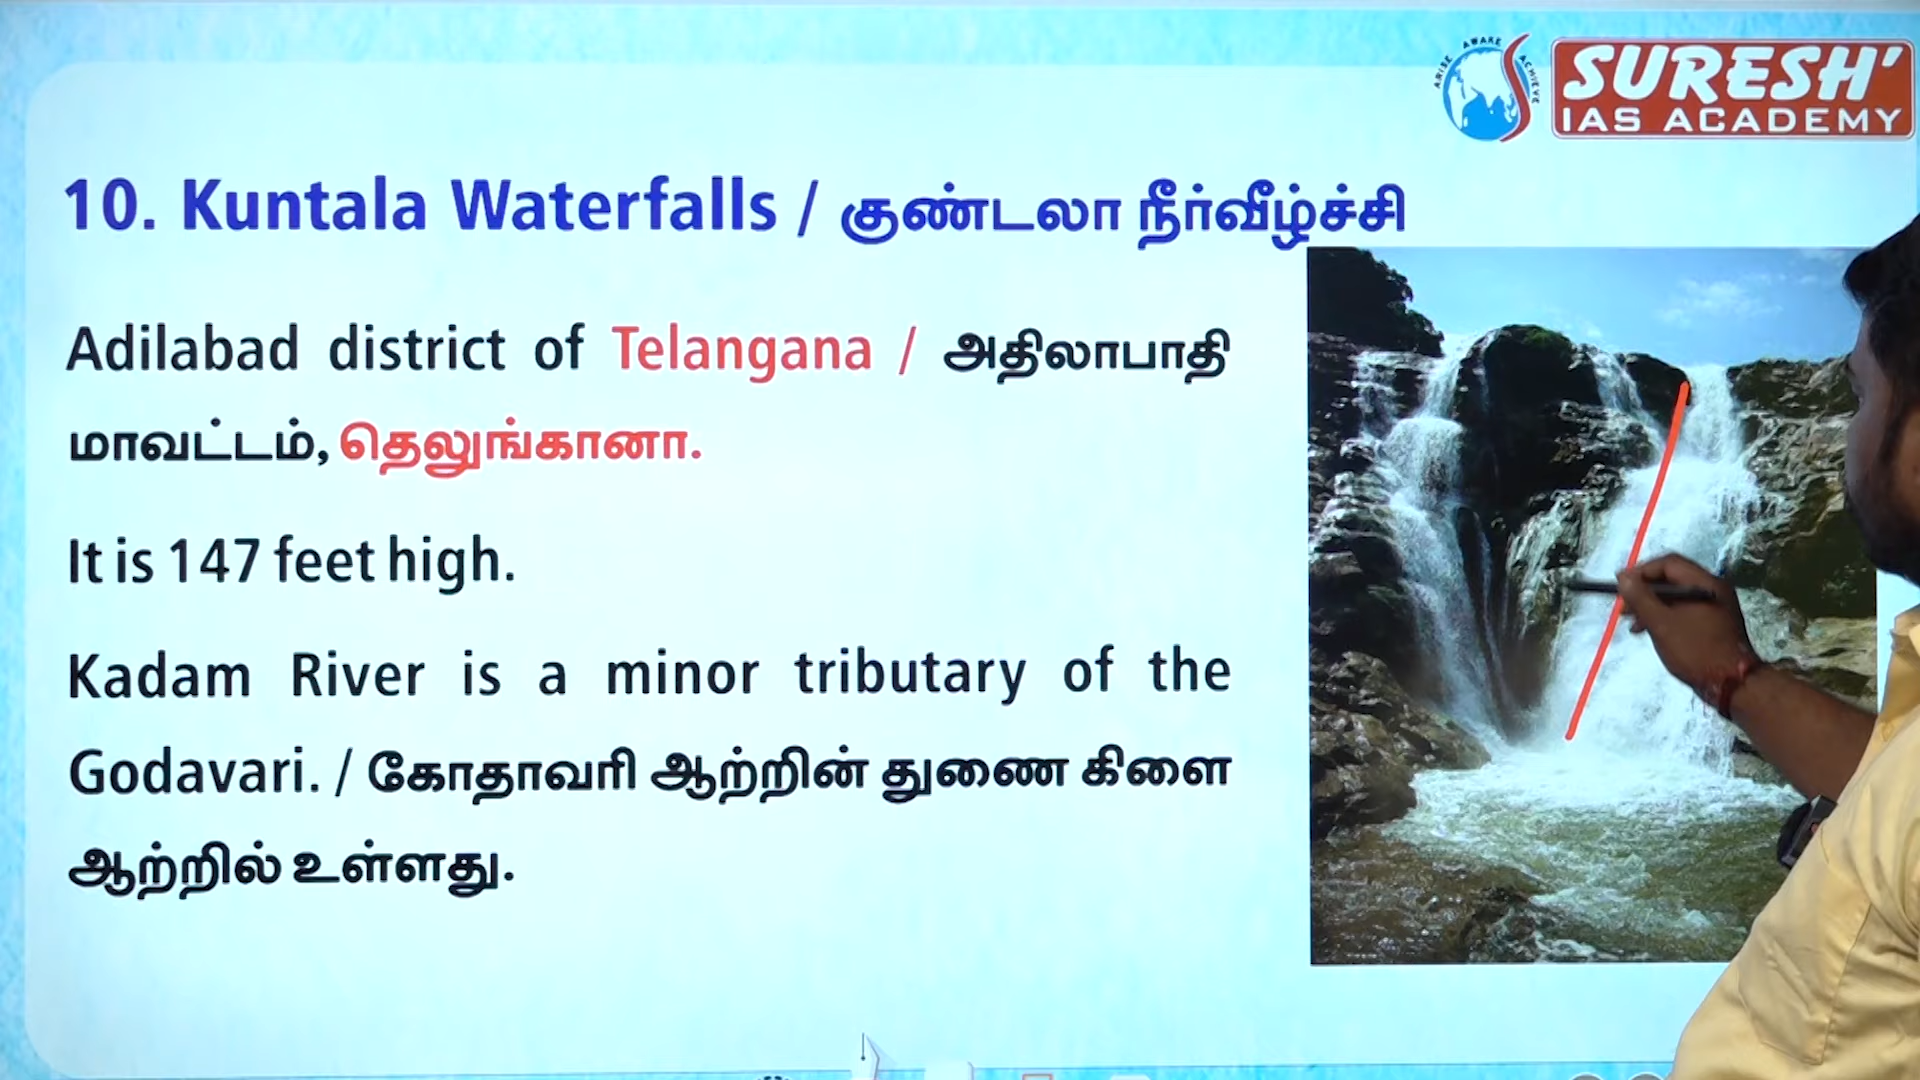 ARISE AWAKE ACHIEVE
SURESH'
IAS ACADEMY
10. Kuntala Waterfalls / குண்டலா நீர்வீழ்ச்சி
Adilabad district of Telangana / அதிலாபாதி
மாவட்டம், தெலுங்கானா.
It is 147 feet high.
Kadam River is a minor tributary of the
Godavari. / கோதாவரி ஆற்றின் துணை கிளை
ஆற்றில் உள்ளது.